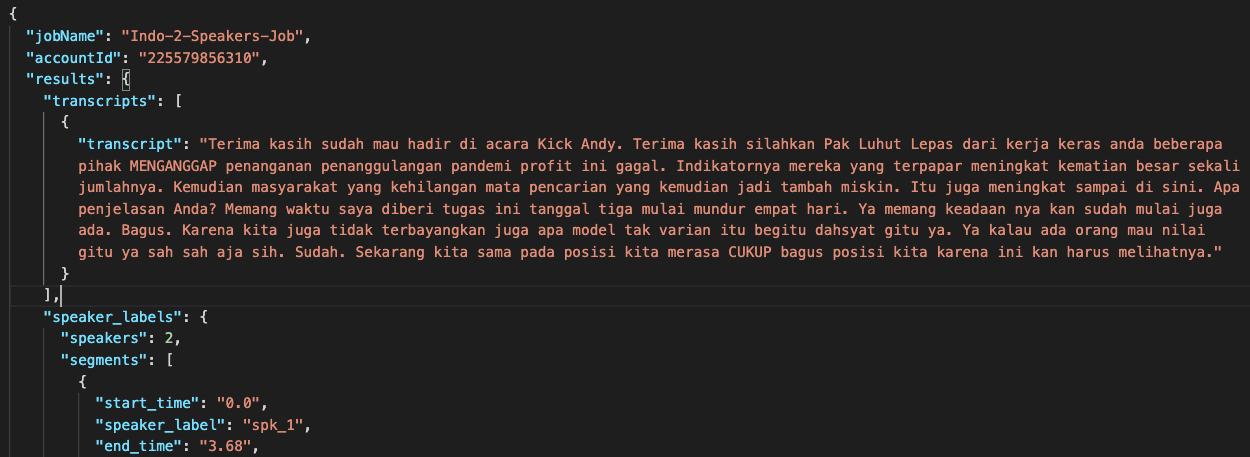 {
"jobName": "Indo-2-Speakers-Job",
"accountId": "225579856310",
"results": {
"transcripts": [
{
"transcript": "Terima kasih sudah mau hadir di acara Kick Andy. Terima kasih silahkan Pak Luhut Lepas dari kerja keras anda beberapa
pihak MENGANGGAP penanganan penanggulangan pandemi profit ini gagal. Indikatornya mereka yang terpapar meningkat kematian besar sekali
jumlahnya. Kemudian masyarakat yang kehilangan mata pencarian yang kemudian jadi tambah miskin. Itu juga meningkat sampai di sini. Apa
penjelasan Anda? Memang waktu saya diberi tugas ini tanggal tiga mulai mundur empat hari. Ya memang keadaan nya kan sudah mulai juga
ada. Bagus. Karena kita juga tidak terbayangkan juga apa model tak varian itu begitu dahsyat gitu ya. Ya kalau ada orang mau nilai
gitu ya sah sah aja sih. Sudah. Sekarang kita sama pada posisi kita merasa CUKUP bagus posisi kita karena ini kan harus melihatnya."
}
],
"speaker_labels": {
"speakers": 2,
"segments": [
{
"start_time": "0.0",
"speaker_label": "spk_1",
"end_time": "3.68",